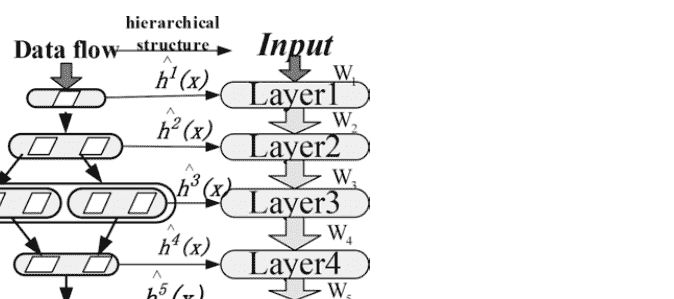 hierarchical
Data flow structure Input
ĥ¹(x) W₁
Layer1
ĥ²(x) W₂
Layer2
ĥ³(x) W₃
Layer3
ĥ⁴(x) W₄
Layer4
ĥ⁵(x) W₅